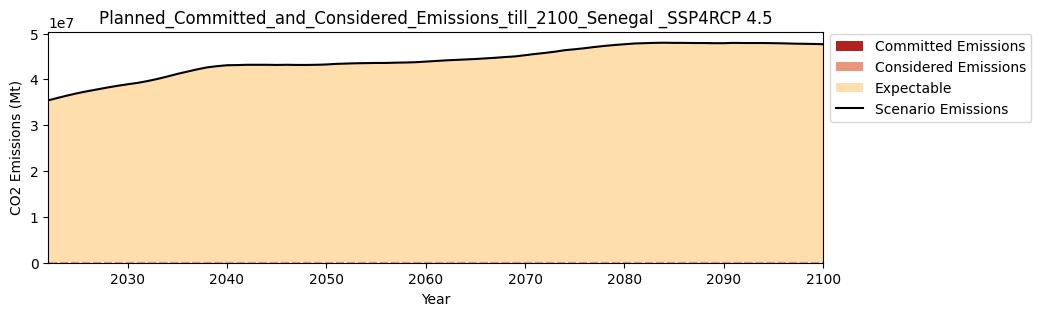 Planned_Committed_and_Considered_Emissions_till_2100_Senegal _SSP4RCP 4.5
1e7
5
4
3
2
1
0
CO2 Emissions (Mt)
2030 2040 2050 2060 2070 2080 2090 2100
Year
Committed Emissions
Considered Emissions
Expectable
Scenario Emissions